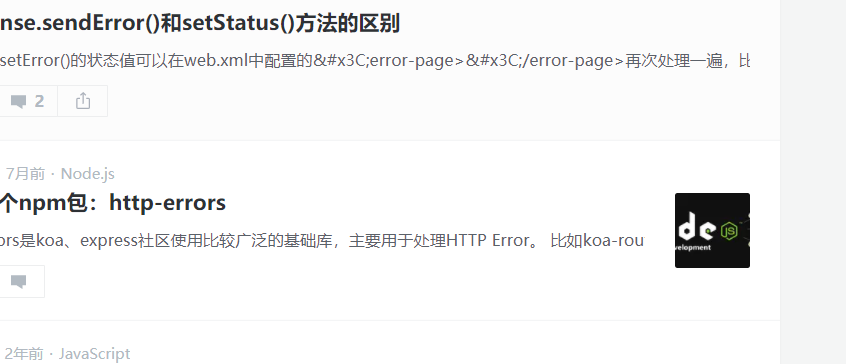 nse.sendError()和setStatus()方法的区别
setError()的状态值可以在web.xml中配置的&#x3C;error-page>&#x3C;/error-page>再次处理一遍，比
2
7月前 · Node.js
个npm包：http-errors
ors是koa、express社区使用比较广泛的基础库，主要用于处理HTTP Error。 比如koa-rou
de JS
velopment
2年前 · JavaScript